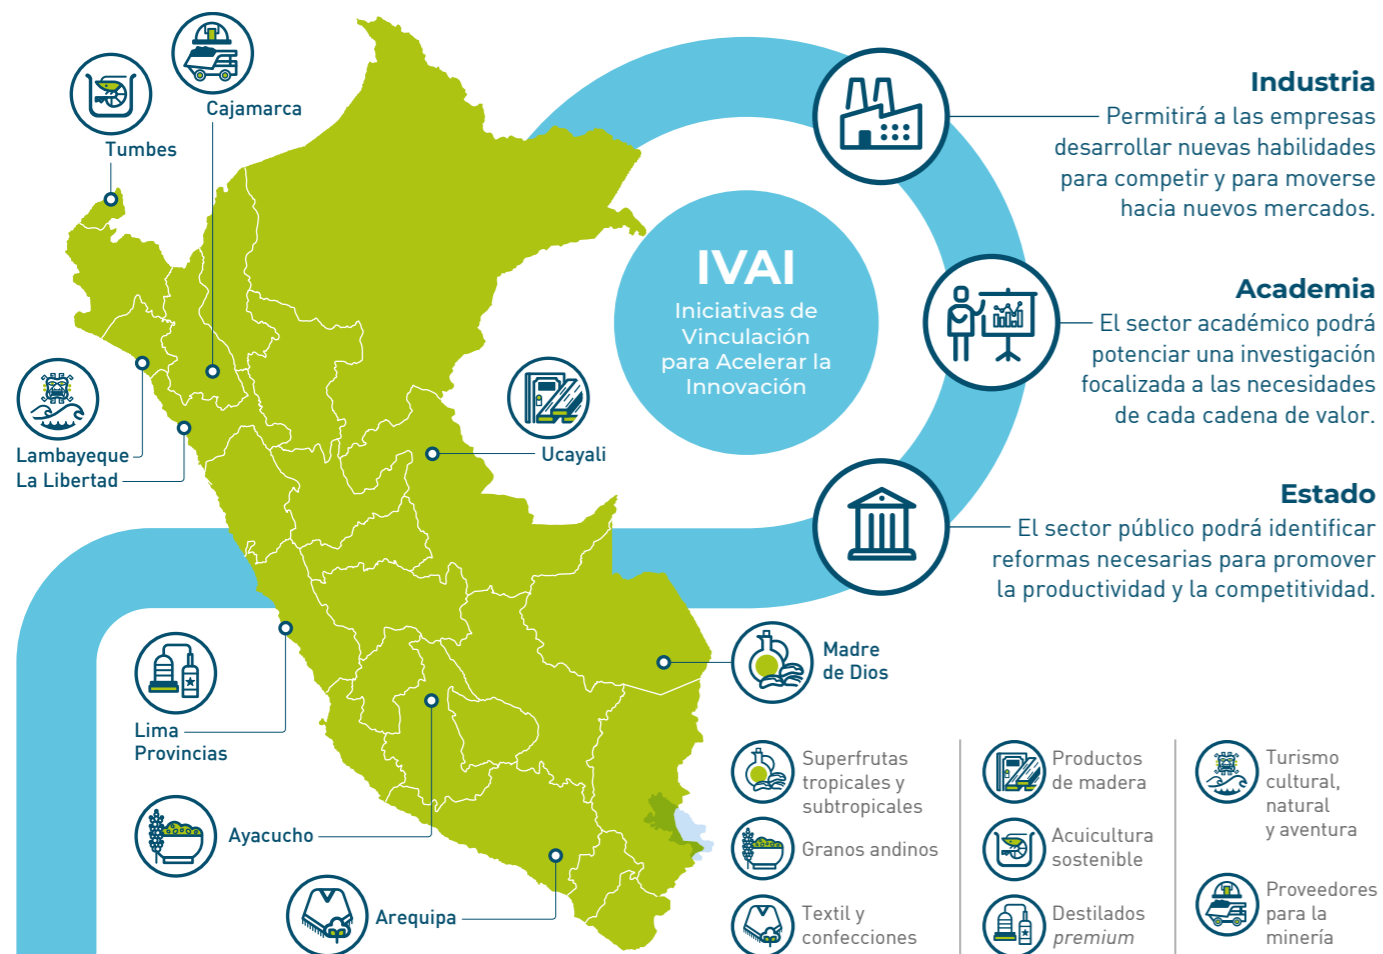 Cajamarca
Tumbes
Lambayeque
La Libertad
Ucayali
Lima
Provincias
Ayacucho
Arequipa
Madre
de Dios
IVAI
Iniciativas de
Vinculación
para Acelerar la
Innovación
Industria
Permitirá a las empresas
desarrollar nuevas habilidades
para competir y para moverse
hacia nuevos mercados.
Academia
El sector académico podrá
potenciar una investigación
focalizada a las necesidades
de cada cadena de valor.
Estado
El sector público podrá identificar
reformas necesarias para promover
la productividad y la competitividad.
Superfrutas
tropicales y
subtropicales
Granos andinos
Textil y
confecciones
Productos
de madera
Acuicultura
sostenible
Destilados
premium
Turismo
cultural,
natural
y aventura
Proveedores
para la
minería